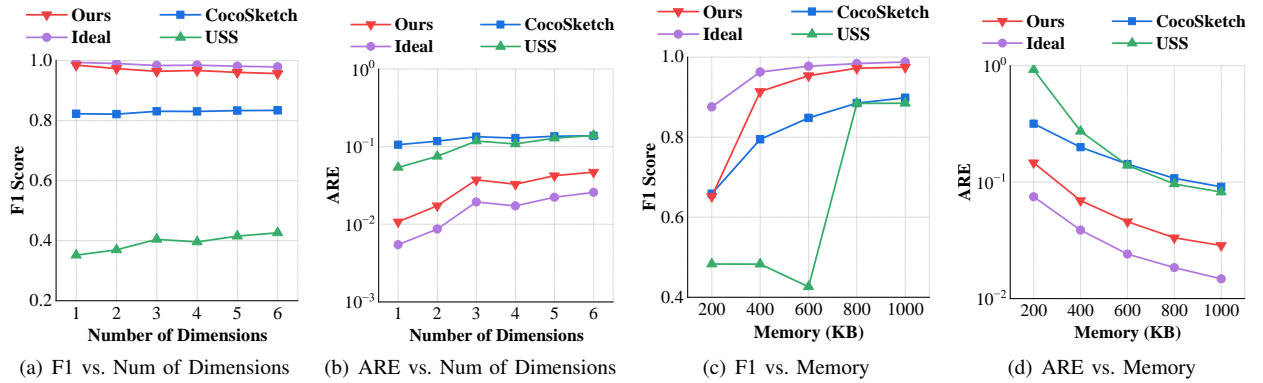 Ours CocoSketch
Ideal USS
F1 Score
1.0
0.8
0.6
0.4
0.2
1 2 3 4 5 6
Number of Dimensions
(a) F1 vs. Num of Dimensions
Ours CocoSketch
Ideal USS
ARE
10⁰
10⁻¹
10⁻²
10⁻³
1 2 3 4 5 6
Number of Dimensions
(b) ARE vs. Num of Dimensions
Ours CocoSketch
Ideal USS
F1 Score
1.0
0.8
0.6
0.4
200 400 600 800 1000
Memory (KB)
(c) F1 vs. Memory
Ours CocoSketch
Ideal USS
ARE
10⁰
10⁻¹
10⁻²
200 400 600 800 1000
Memory (KB)
(d) ARE vs. Memory